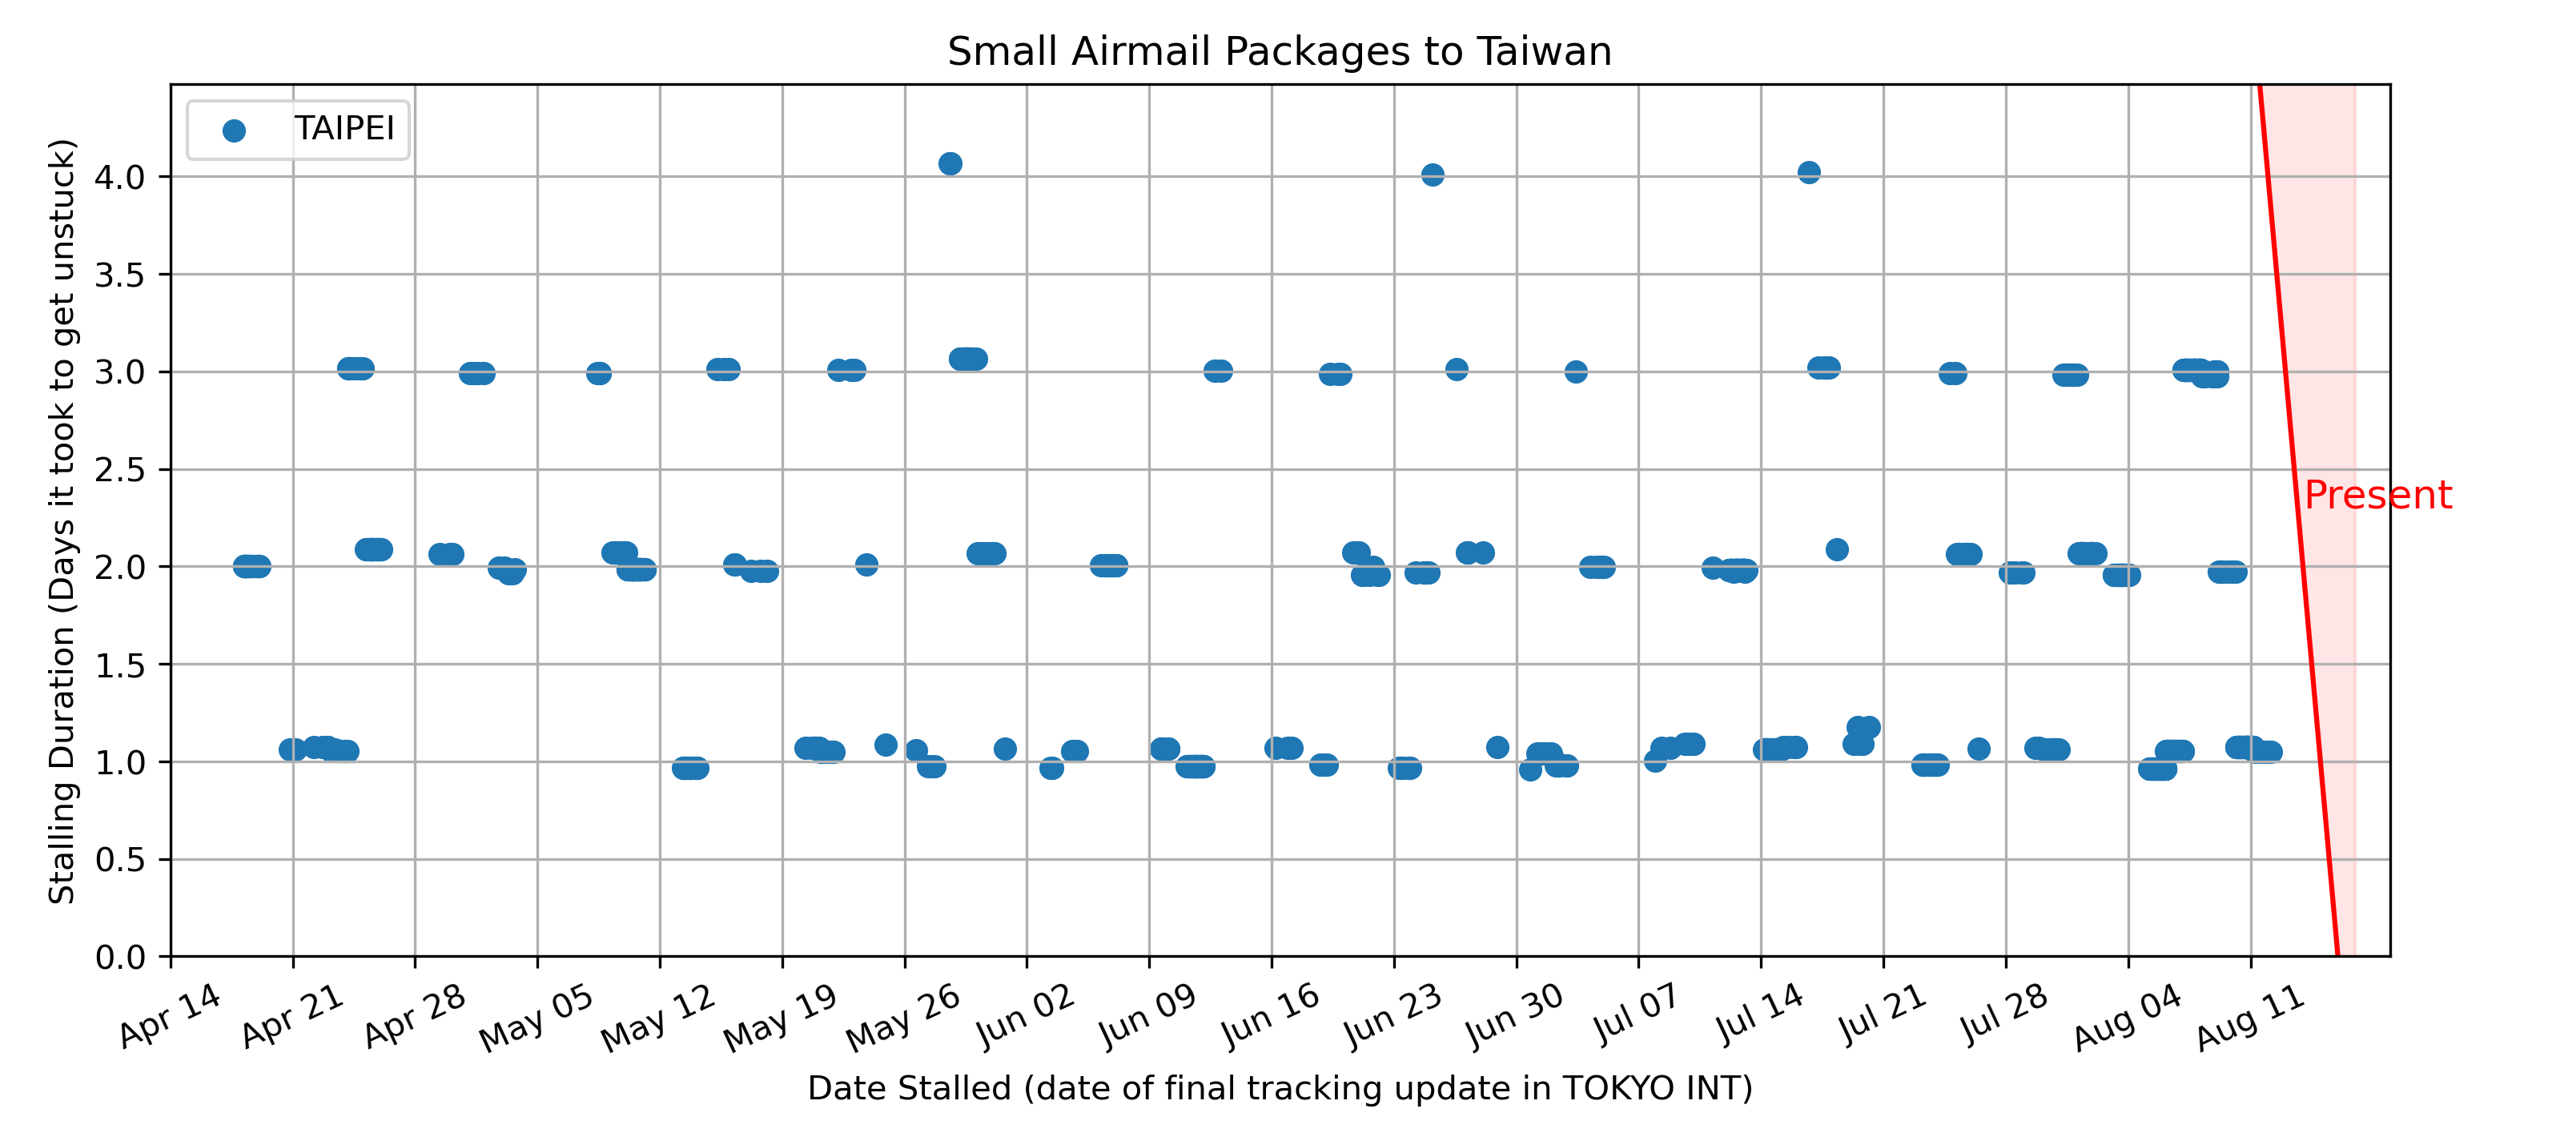 Small Airmail Packages to Taiwan
TAIPEI
Stalling Duration (Days it took to get unstuck)
4.0
3.5
3.0
2.5
2.0
1.5
1.0
0.5
0.0
Present
Apr 14
Apr 21
Apr 28
May 05
May 12
May 19
May 26
Jun 02
Jun 09
Jun 16
Jun 23
Jun 30
Jul 07
Jul 14
Jul 21
Jul 28
Aug 04
Aug 11
Date Stalled (date of final tracking update in TOKYO INT)